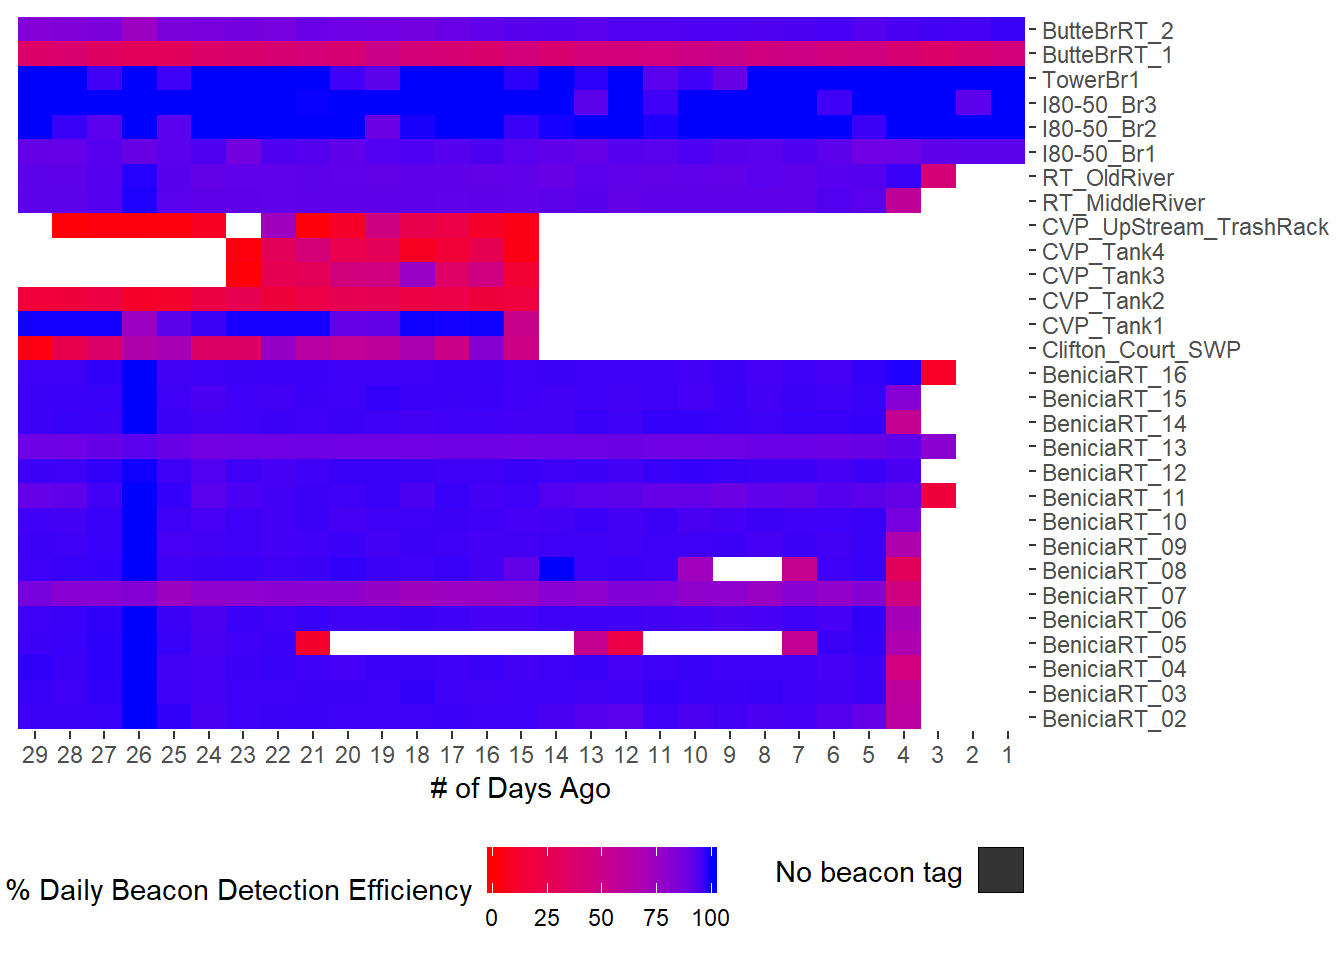 ButteBrRT_2
ButteBrRT_1
TowerBr1
I80-50_Br3
I80-50_Br2
I80-50_Br1
RT_OldRiver
RT_MiddleRiver
CVP_UpStream_TrashRack
CVP_Tank4
CVP_Tank3
CVP_Tank2
CVP_Tank1
Clifton_Court_SWP
BeniciaRT_16
BeniciaRT_15
BeniciaRT_14
BeniciaRT_13
BeniciaRT_12
BeniciaRT_11
BeniciaRT_10
BeniciaRT_09
BeniciaRT_08
BeniciaRT_07
BeniciaRT_06
BeniciaRT_05
BeniciaRT_04
BeniciaRT_03
BeniciaRT_02
29 28 27 26 25 24 23 22 21 20 19 18 17 16 15 14 13 12 11 10 9 8 7 6 5 4 3 2 1
# of Days Ago
% Daily Beacon Detection Efficiency
0 25 50 75 100
No beacon tag